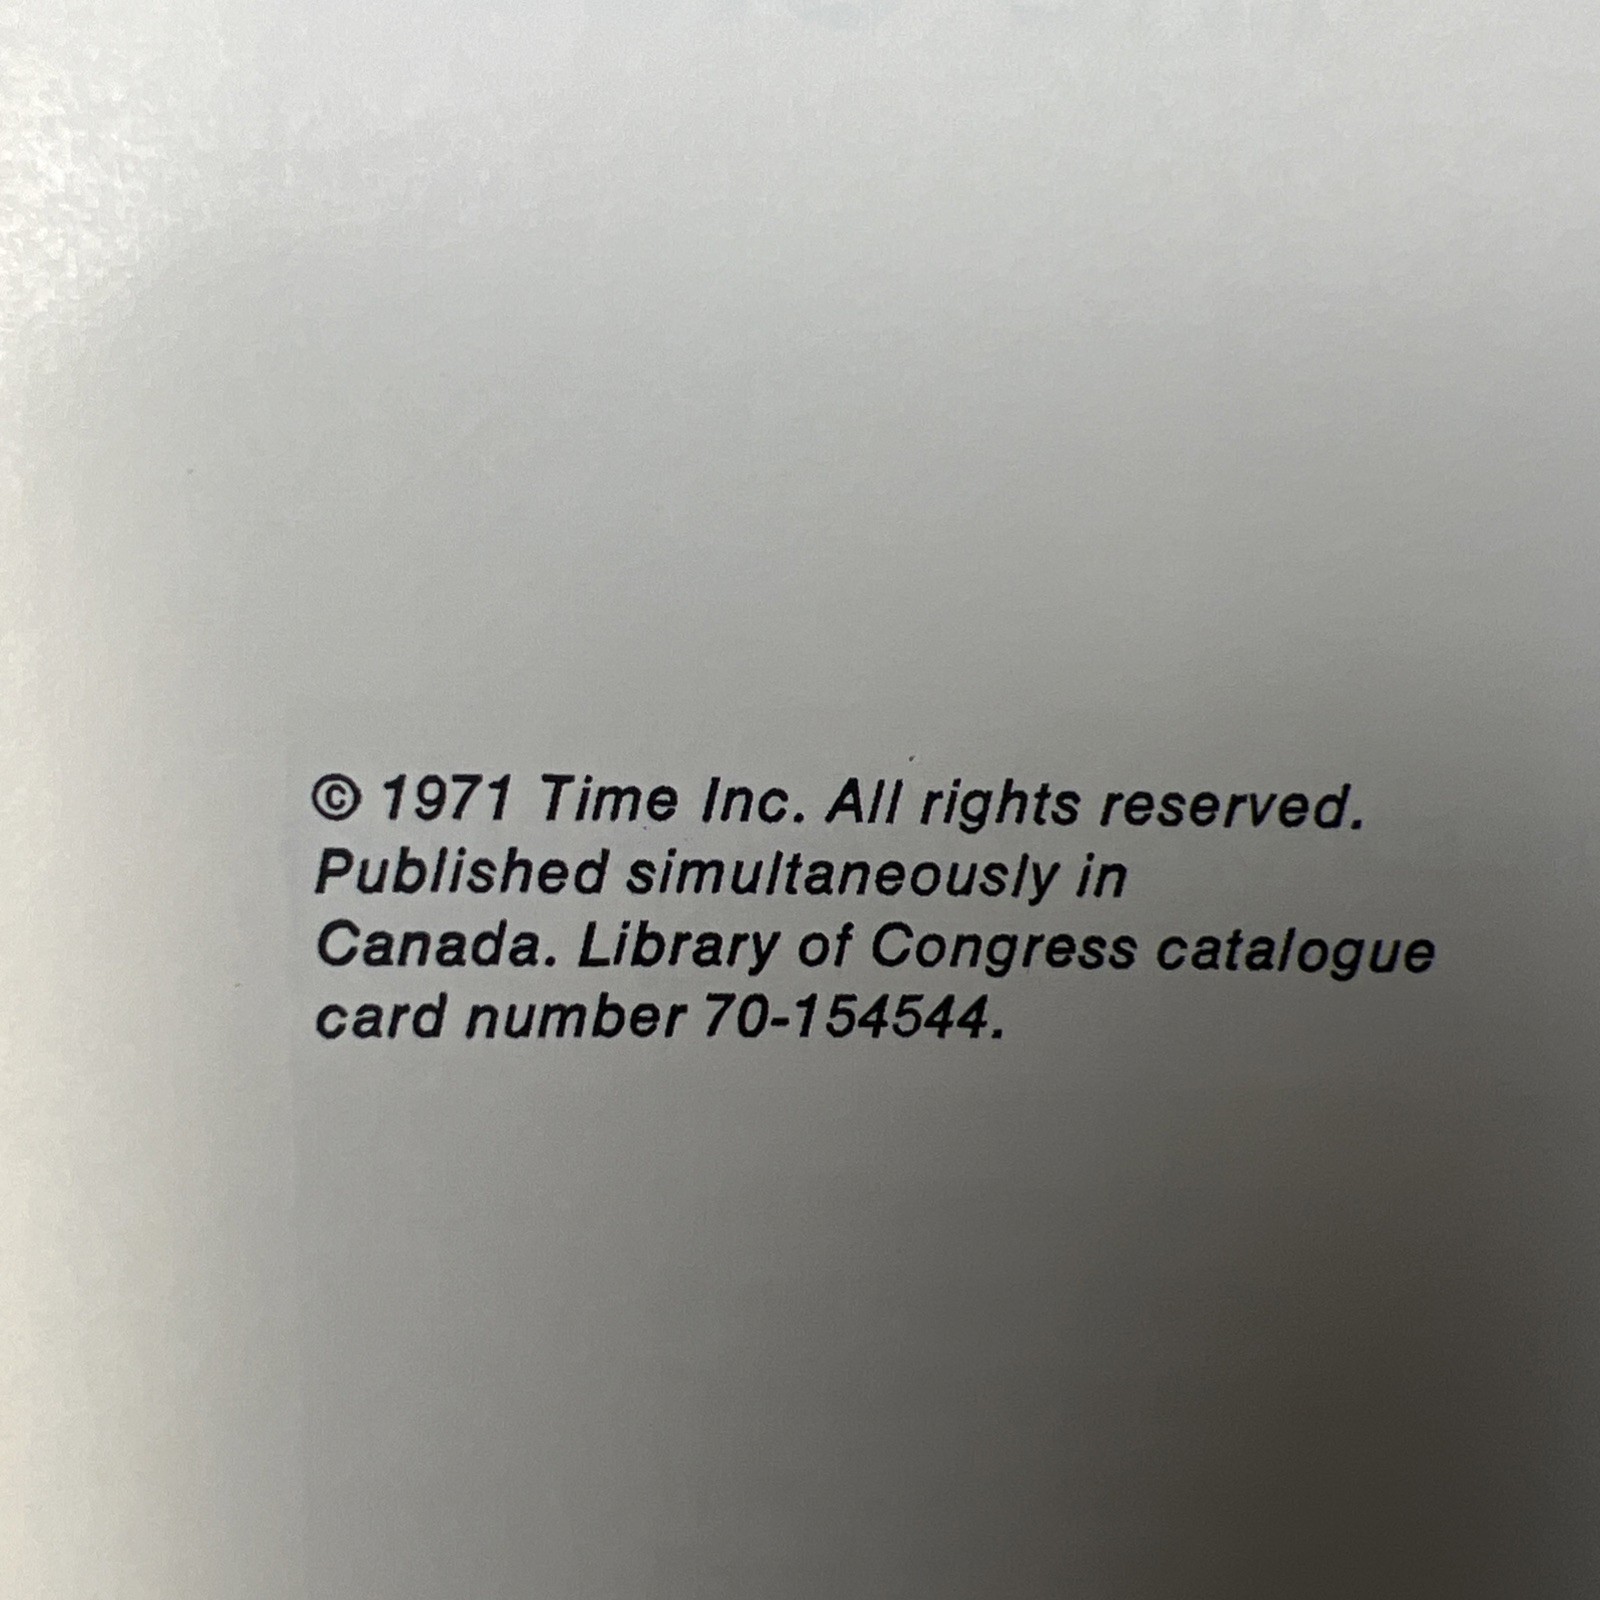 © 1971 Time Inc. All rights reserved.
Published simultaneously in
Canada. Library of Congress catalogue
card number 70-154544.